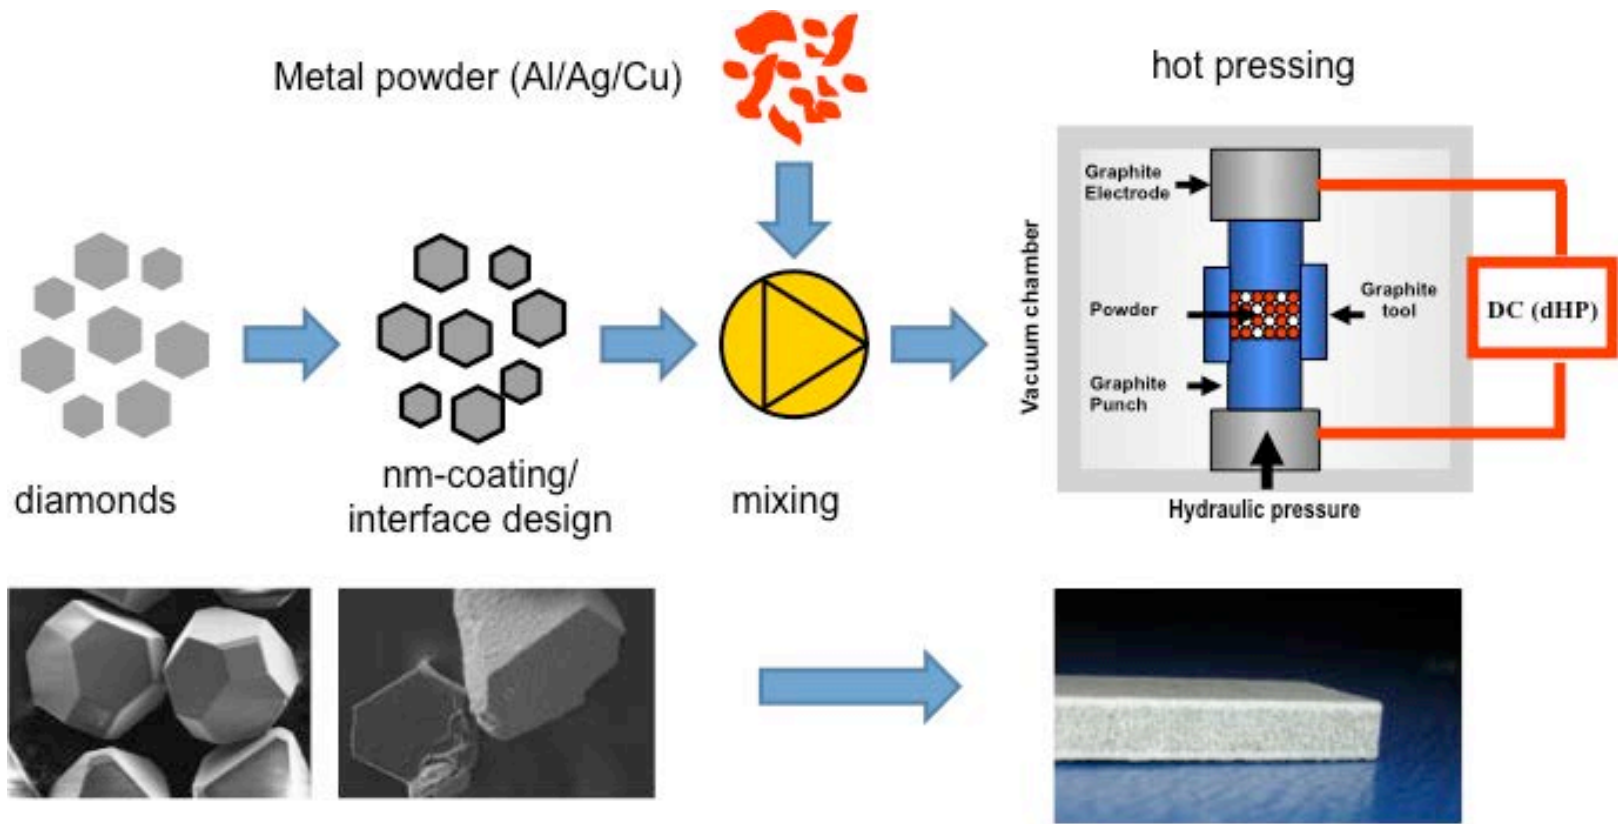 Metal powder (Al/Ag/Cu)
hot pressing
Graphite
Electrode
Vacuum chamber
Powder
Graphite
tool
DC (dHP)
Graphite
Punch
Hydraulic pressure
diamonds
nm-coating/
interface design
mixing